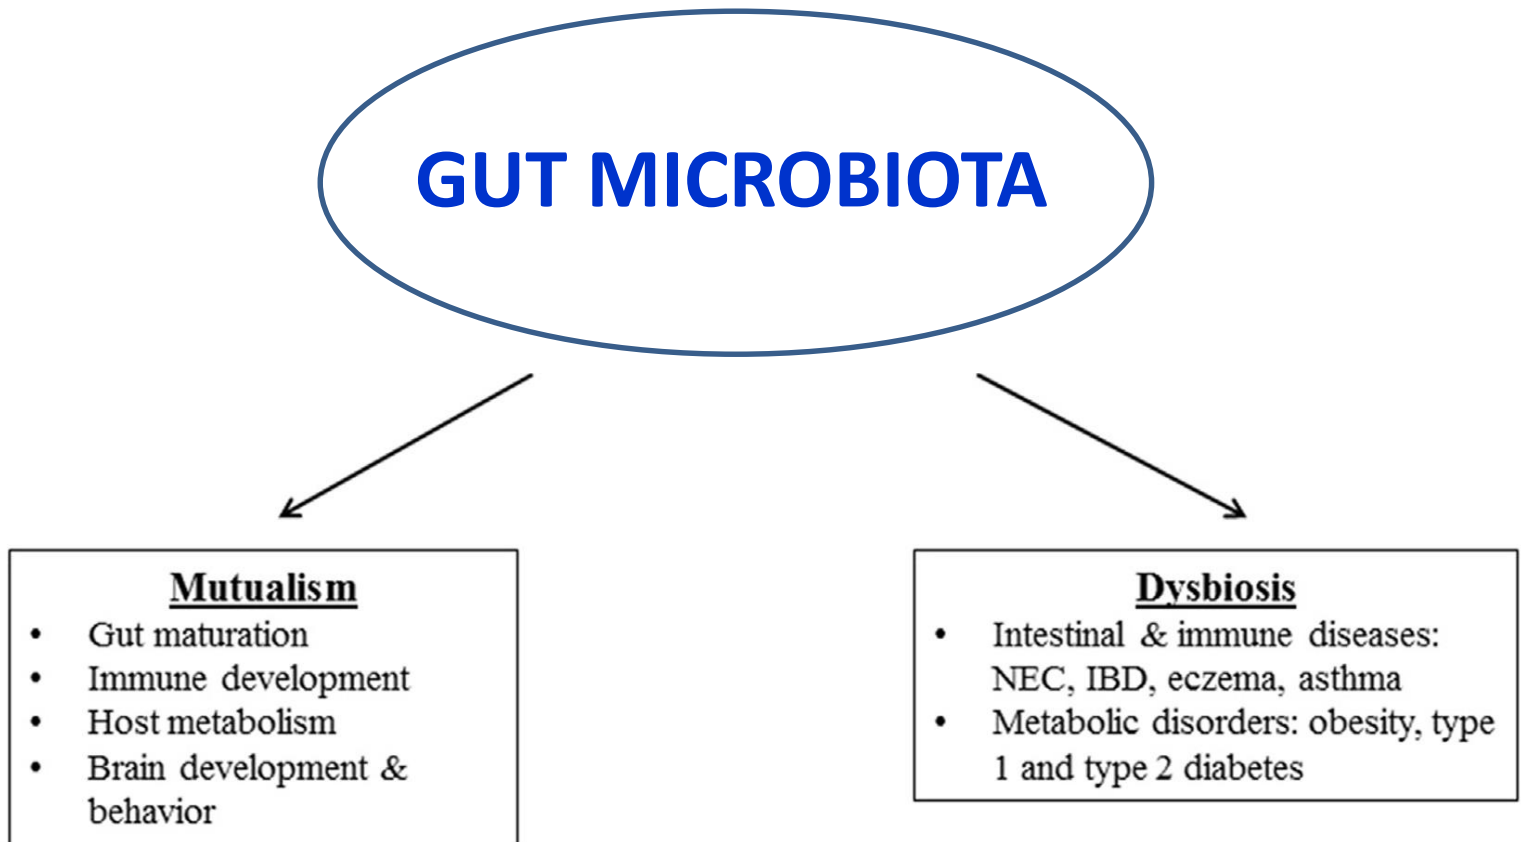 GUT MICROBIOTA
Mutualism
• Gut maturation
• Immune development
• Host metabolism
• Brain development &
behavior
Dysbiosis
• Intestinal & immune diseases:
NEC, IBD, eczema, asthma
• Metabolic disorders: obesity, type
1 and type 2 diabetes